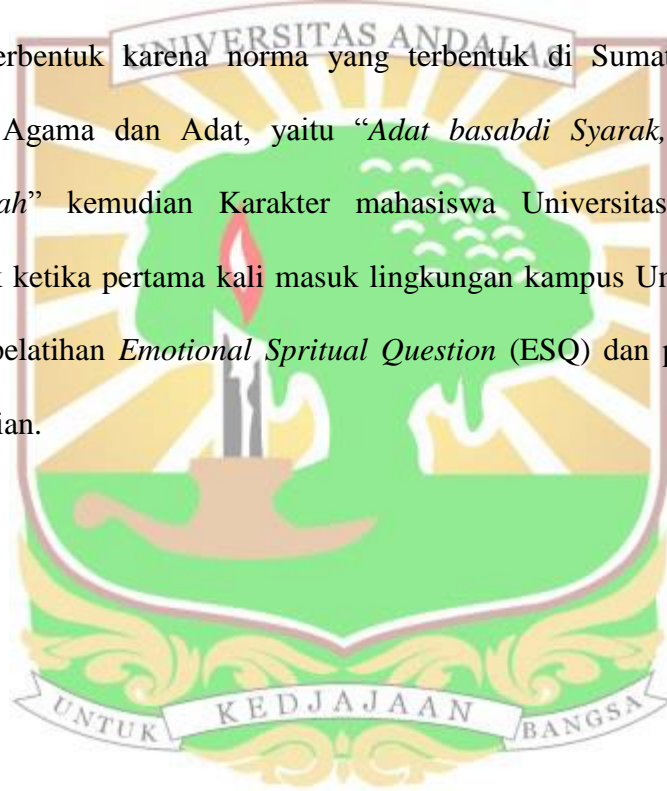 UNIVERSITAS ANDALAS
erbentuk karena norma yang terbentuk di Sumat
Agama dan Adat, yaitu “Adat basabdi Syarak,
ah” kemudian Karakter mahasiswa Universitas
k ketika pertama kali masuk lingkungan kampus Un
pelatihan Emotional Spritual Question (ESQ) dan p
ian.
UNTUK KEDJAJAAN BANGSA